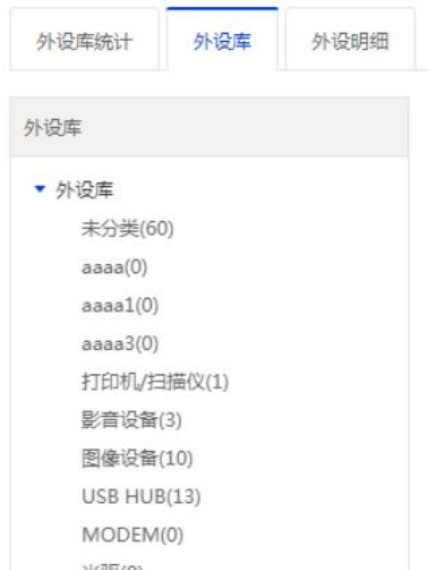 外设库统计
外设库
外设明细
外设库
外设库
未分类(60)
aaaa(0)
aaaa1(0)
aaaa3(0)
打印机/扫描仪(1)
影音设备(3)
图像设备(10)
USB HUB(13)
MODEM(0)